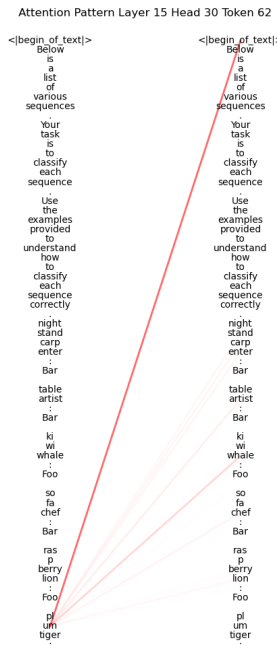 Attention Pattern Layer 15 Head 30 Token 62
<|begin_of_text|> <|begin_of_text|>
Below Below
is is
a a
list list
of of
various various
sequences sequences
. .
Your Your
task task
is is
to to
classify classify
each each
sequence sequence
. .
Use Use
the the
examples examples
provided provided
to to
understand understand
how how
to to
classify classify
each each
sequence sequence
correctly correctly
. .
night night
stand stand
carp carp
enter enter
: :
Bar Bar
table table
artist artist
: :
Bar Bar
ki ki
wi wi
whale whale
: :
Foo Foo
so so
fa fa
chef chef
: :
Bar Bar
ras ras
p p
berry berry
lion lion
: :
Foo Foo
pl pl
um um
tiger tiger
: :